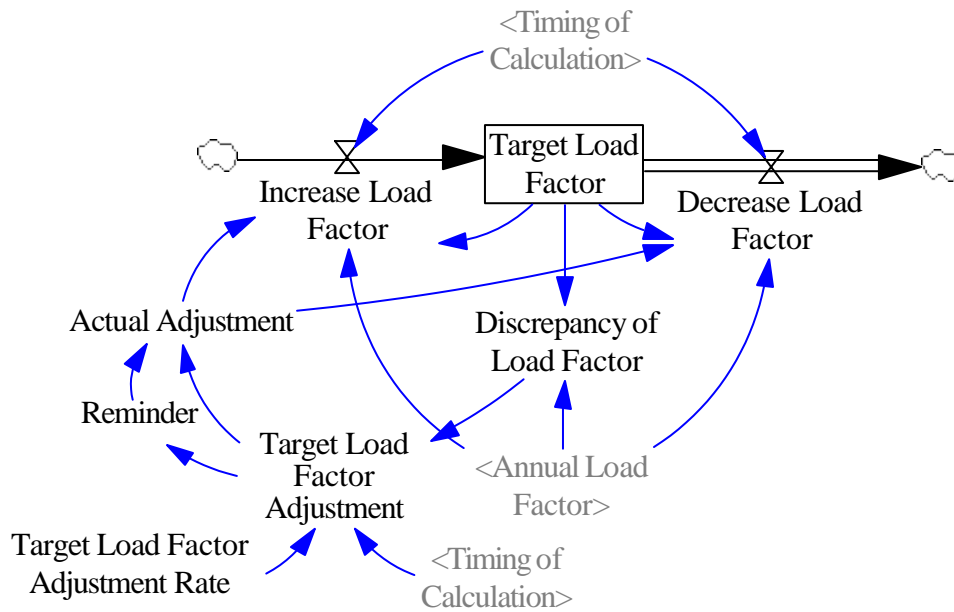 <Timing of
Calculation>
Target Load
Factor
Increase Load
Factor
Decrease Load
Factor
Actual Adjustment
Discrepancy of
Load Factor
Reminder
Target Load
Factor
Adjustment
<Annual Load
Factor>
Target Load Factor
Adjustment Rate
<Timing of
Calculation>